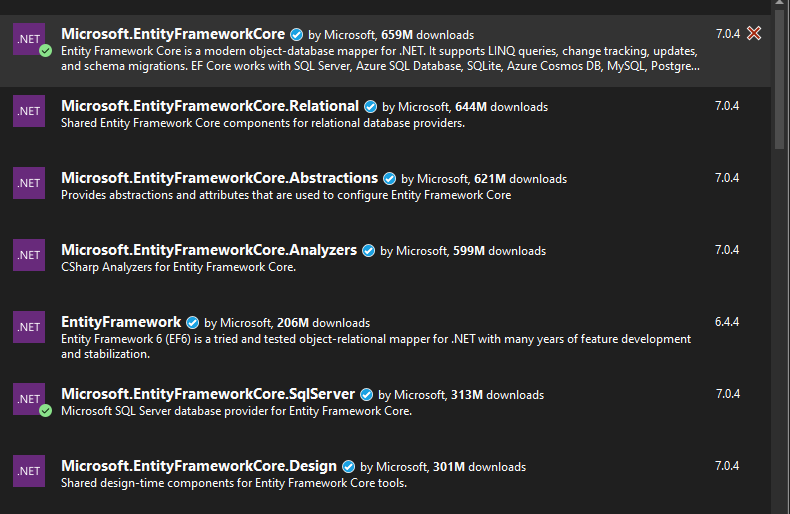 .NET Microsoft.EntityFrameworkCore by Microsoft, 659M downloads 7.0.4
Entity Framework Core is a modern object-database mapper for .NET. It supports LINQ queries, change tracking, updates,
and schema migrations. EF Core works with SQL Server, Azure SQL Database, SQLite, Azure Cosmos DB, MySQL, Postgre...
.NET Microsoft.EntityFrameworkCore.Relational by Microsoft, 644M downloads 7.0.4
Shared Entity Framework Core components for relational database providers.
.NET Microsoft.EntityFrameworkCore.Abstractions by Microsoft, 621M downloads 7.0.4
Provides abstractions and attributes that are used to configure Entity Framework Core
.NET Microsoft.EntityFrameworkCore.Analyzers by Microsoft, 599M downloads 7.0.4
CSharp Analyzers for Entity Framework Core.
.NET EntityFramework by Microsoft, 206M downloads 6.4.4
Entity Framework 6 (EF6) is a tried and tested object-relational mapper for .NET with many years of feature development
and stabilization.
.NET Microsoft.EntityFrameworkCore.SqlServer by Microsoft, 313M downloads 7.0.4
Microsoft SQL Server database provider for Entity Framework Core.
.NET Microsoft.EntityFrameworkCore.Design by Microsoft, 301M downloads 7.0.4
Shared design-time components for Entity Framework Core tools.